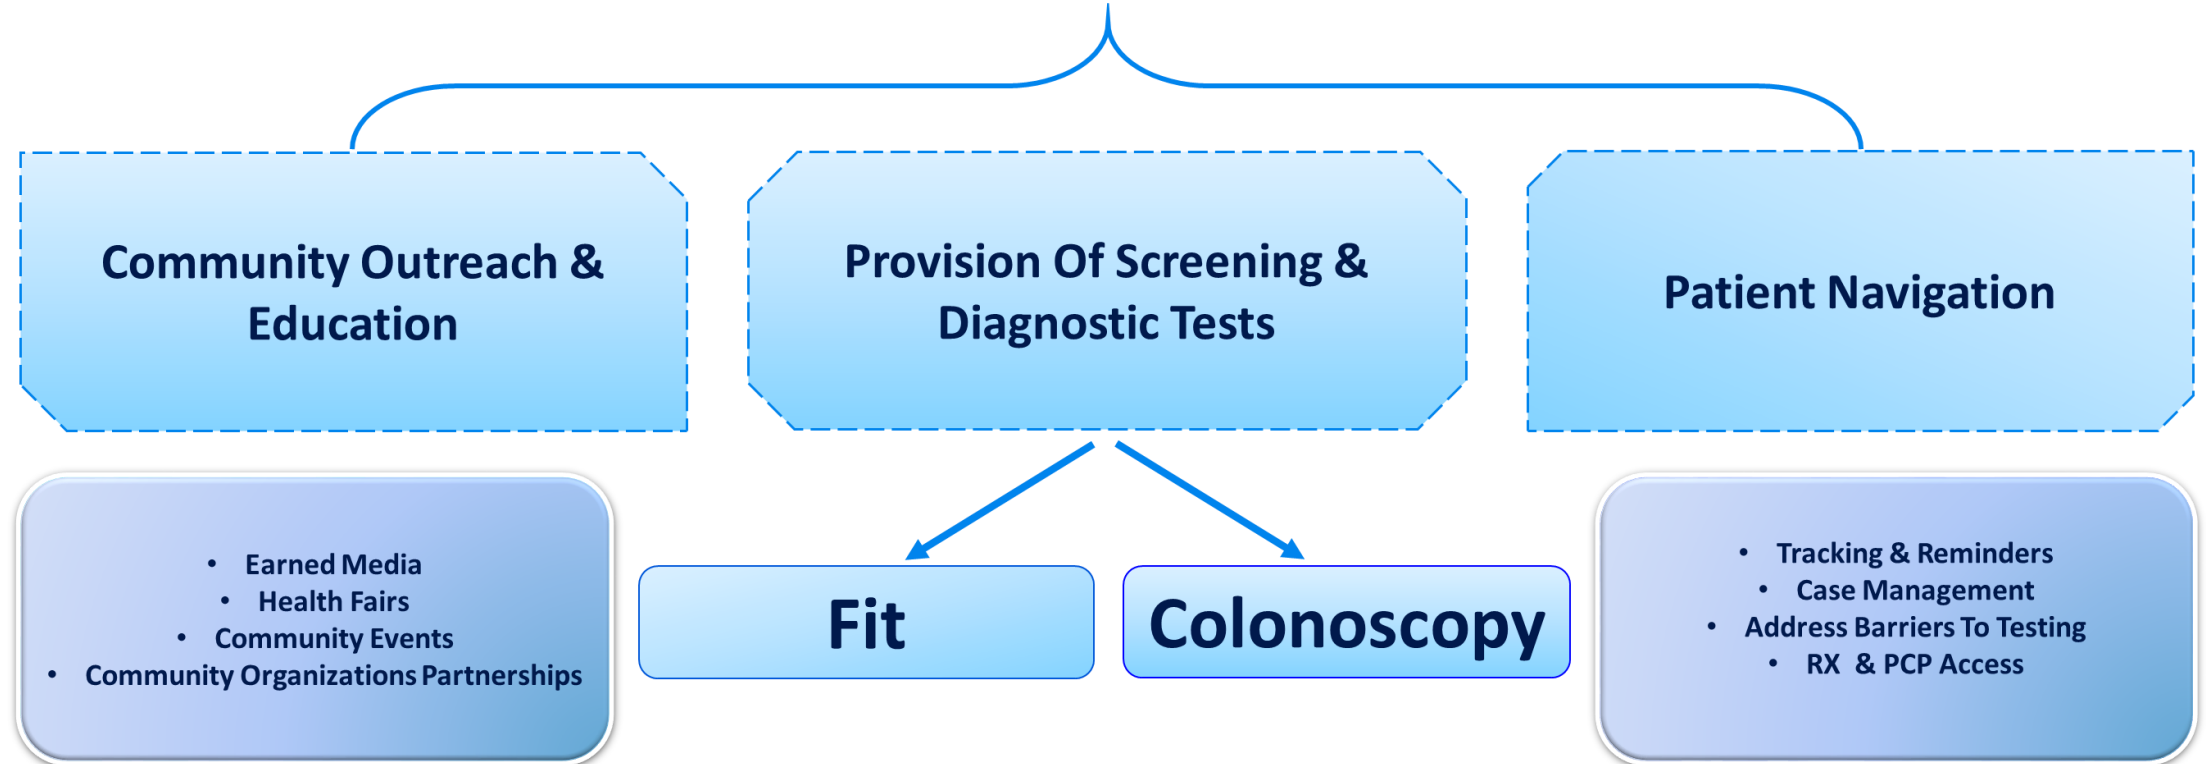 Community Outreach &
Education
Provision Of Screening &
Diagnostic Tests
Patient Navigation
• Earned Media
• Health Fairs
• Community Events
• Community Organizations Partnerships
Fit
Colonoscopy
• Tracking & Reminders
• Case Management
• Address Barriers To Testing
• RX & PCP Access